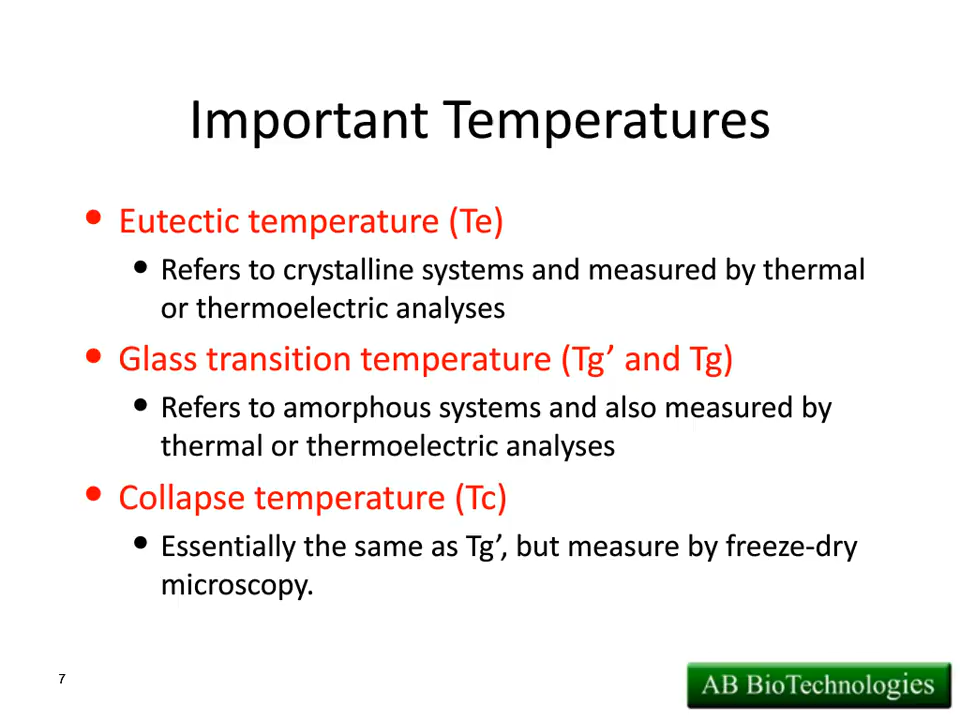 Important Temperatures
• Eutectic temperature (Te)
• Refers to crystalline systems and measured by thermal
or thermoelectric analyses
• Glass transition temperature (Tg’ and Tg)
• Refers to amorphous systems and also measured by
thermal or thermoelectric analyses
• Collapse temperature (Tc)
• Essentially the same as Tg’, but measure by freeze-dry
microscopy.
7
AB BioTechnologies